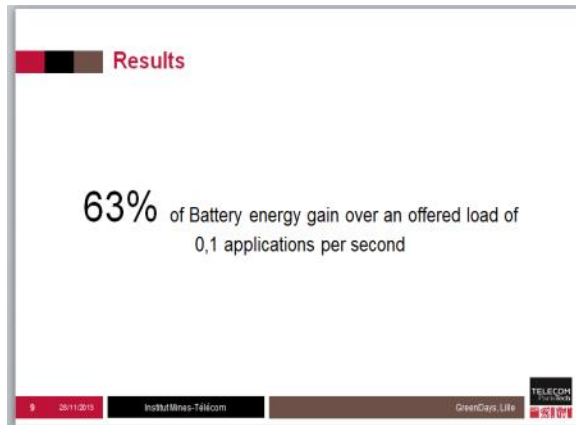 Results
63% of Battery energy gain over an offered load of
0,1 applications per second
TELECOM
ParisTech
9 28/11/2013 Institut Mines-Télécom GreenDays, Lille